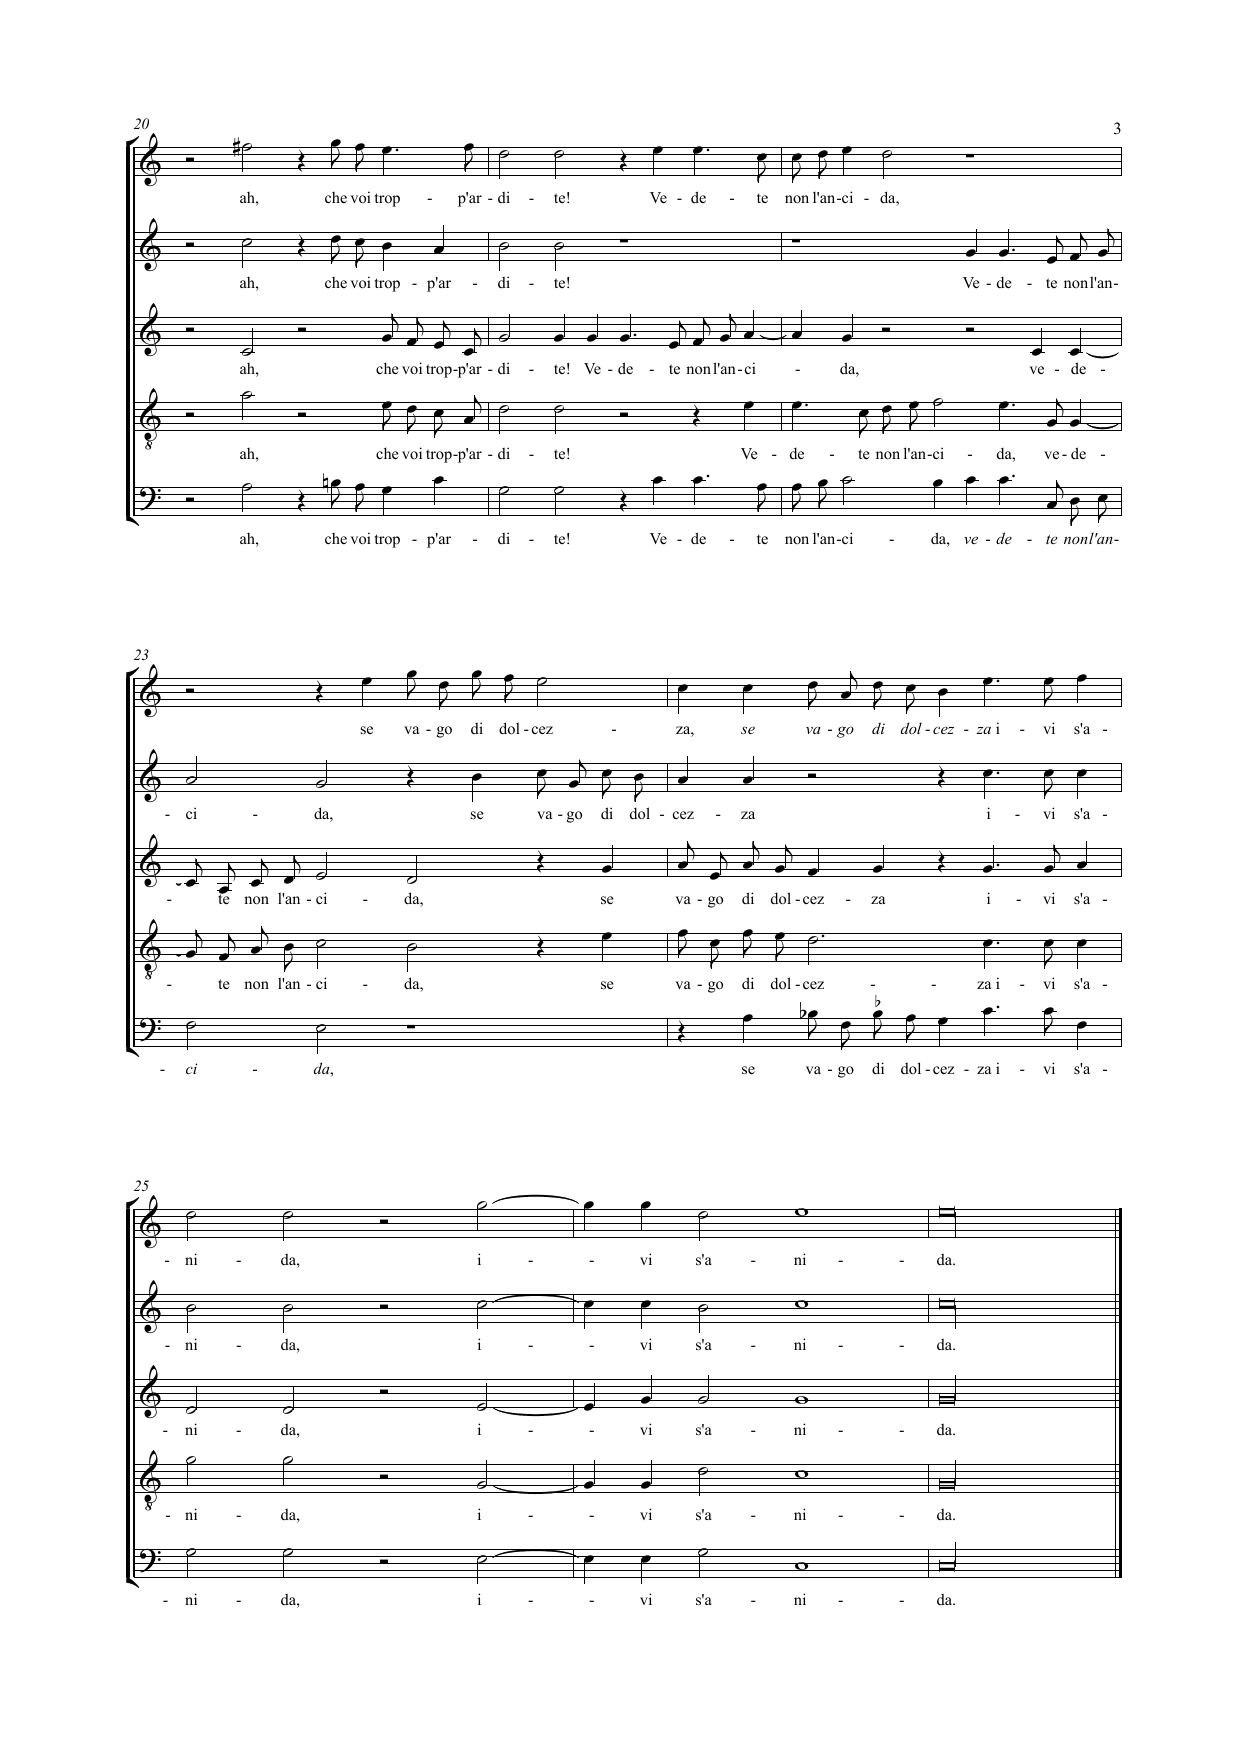 20
3
ah, che voi trop - p'ar - di - te! Ve - de - te non l'an - ci - da,
ah, che voi trop - p'ar - di - te! Ve - de - te non l'an -
ah, che voi trop - p'ar - di - te! Ve - de - te non l'an - ci - da, ve - de -
ah, che voi trop - p'ar - di - te! Ve - de - te non l'an - ci - da, ve - de -
ah, che voi trop - p'ar - di - te! Ve - de - te non l'an - ci - da, ve - de - te non l'an -
23
se va - go di dol - cez - za, se va - go di dol - cez - za i - vi s'a -
- ci - da, se va - go di dol - cez - za i - vi s'a -
- te non l'an - ci - da, se va - go di dol - cez - za i - vi s'a -
- te non l'an - ci - da, se va - go di dol - cez - - za i - vi s'a -
- ci - da, se va - go di dol - cez - za i - vi s'a -
25
- ni - da, i - - vi s'a - ni - - da.
- ni - da, i - - vi s'a - ni - - da.
- ni - da, i - - vi s'a - ni - - da.
- ni - da, i - - vi s'a - ni - - da.
- ni - da, i - - vi s'a - ni - - da.